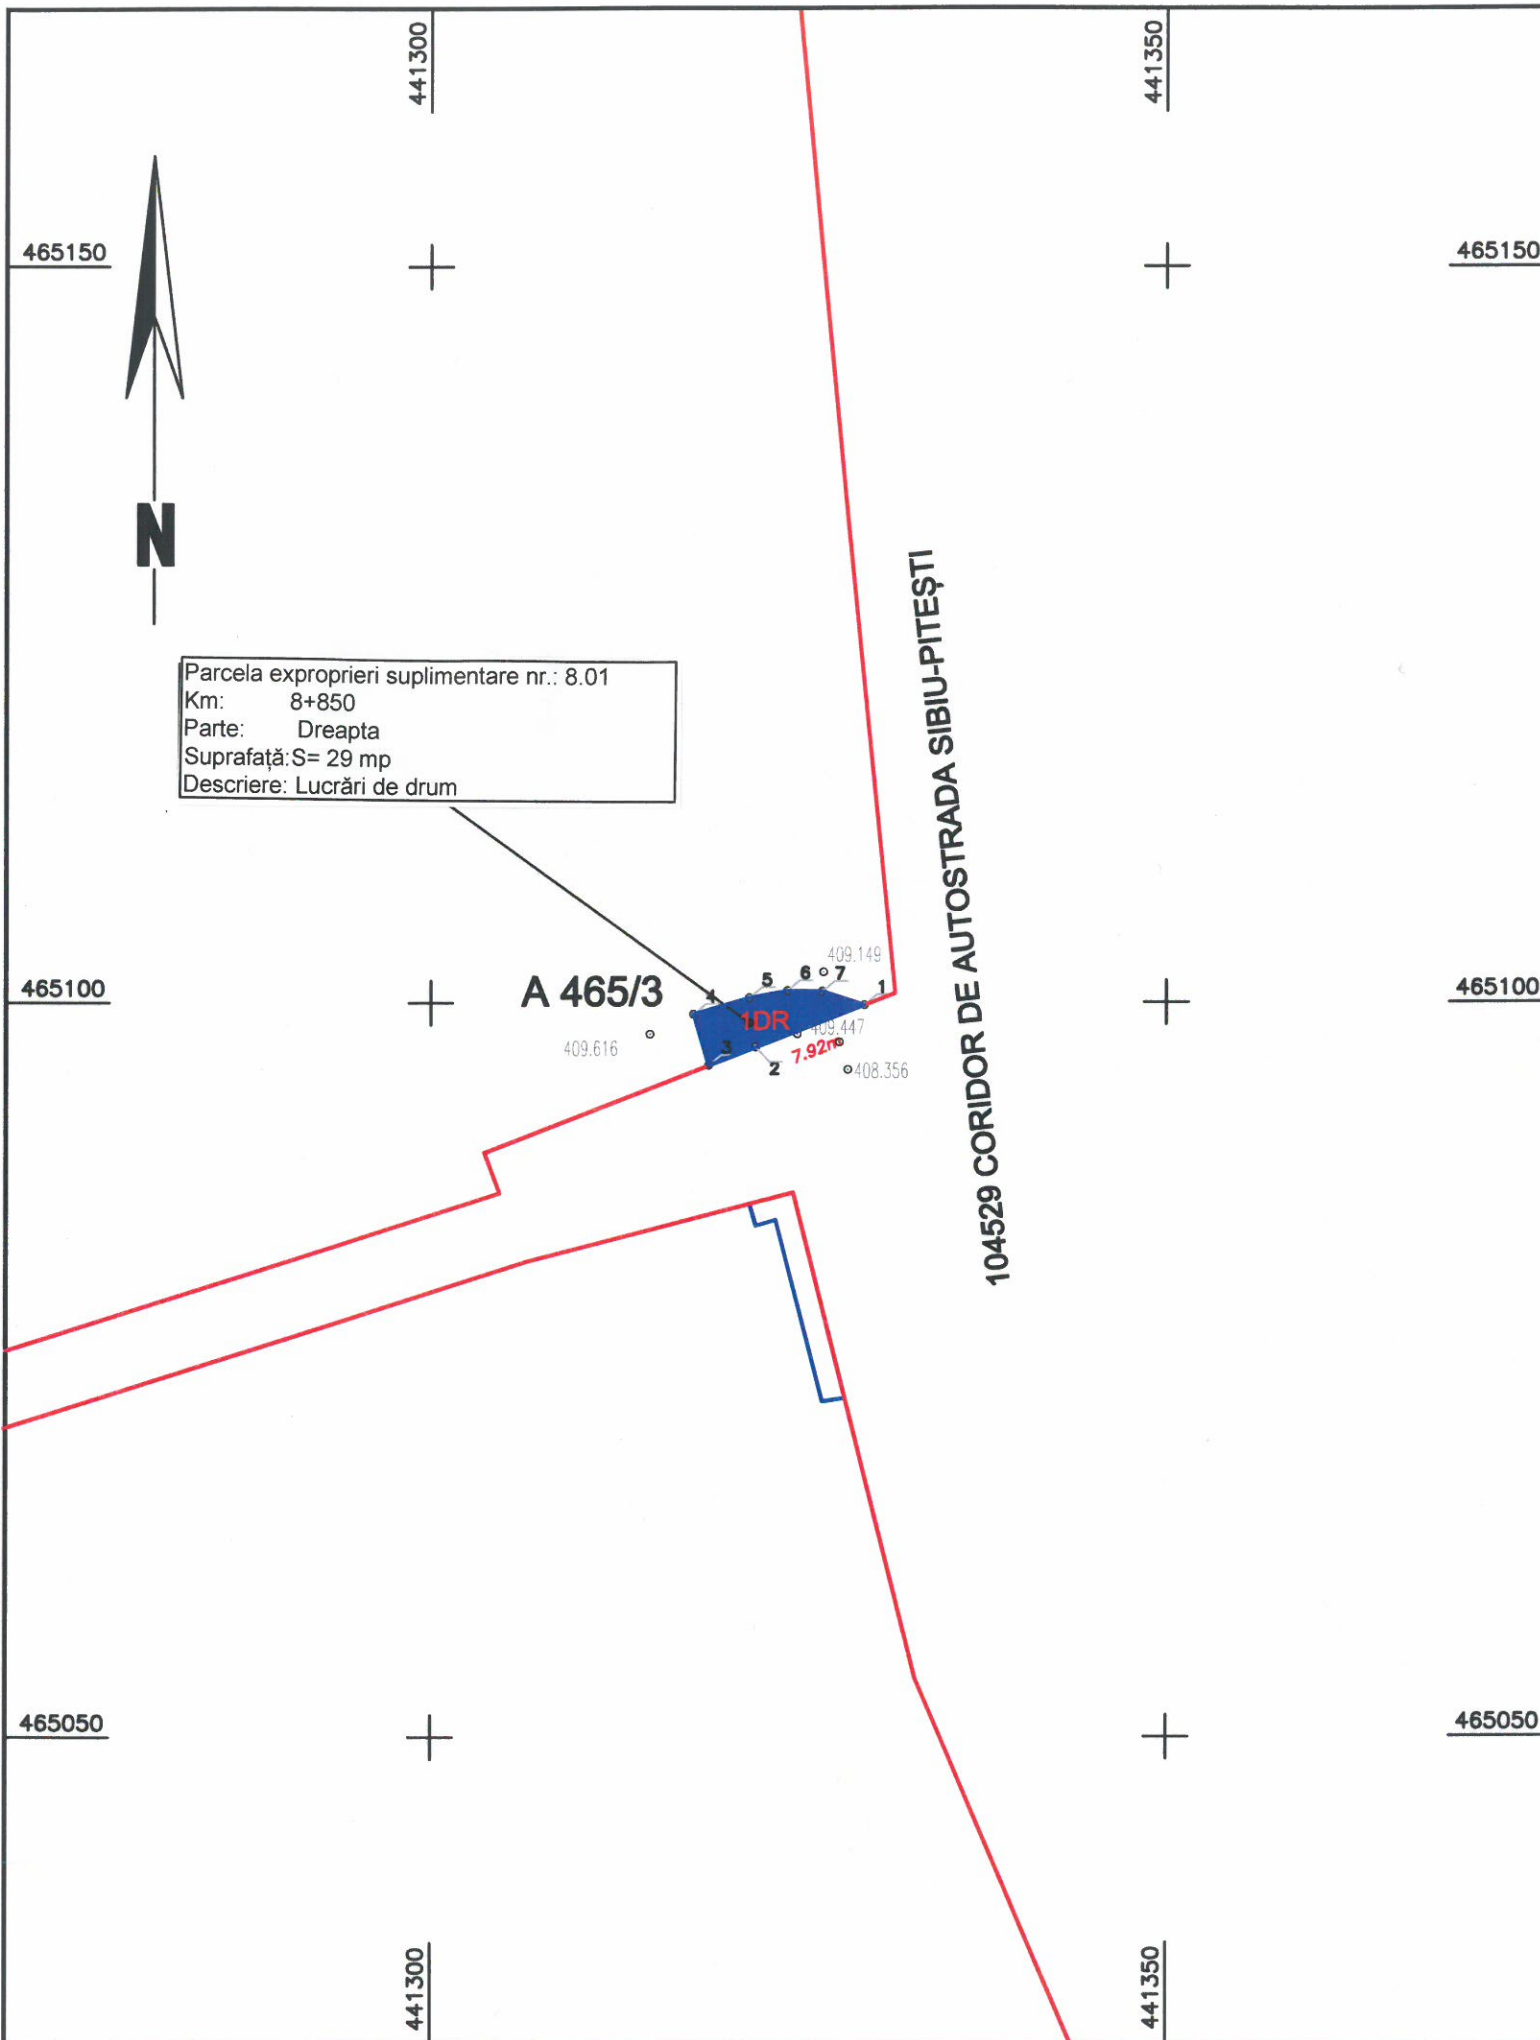 441300
441350
465150
465150
N
Parcela exproprieri suplimentare nr.: 8.01
Km: 8+850
Parte: Dreapta
Suprafaţă:S= 29 mp
Descriere: Lucrări de drum
104529 CORIDOR DE AUTOSTRADA SIBIU-PITEŞTI
409.149
465100
A 465/3
4
5
6
7
1
465100
1DR
409.447
409.616
3
2
7.92m
408.356
465050
465050
441300
441350